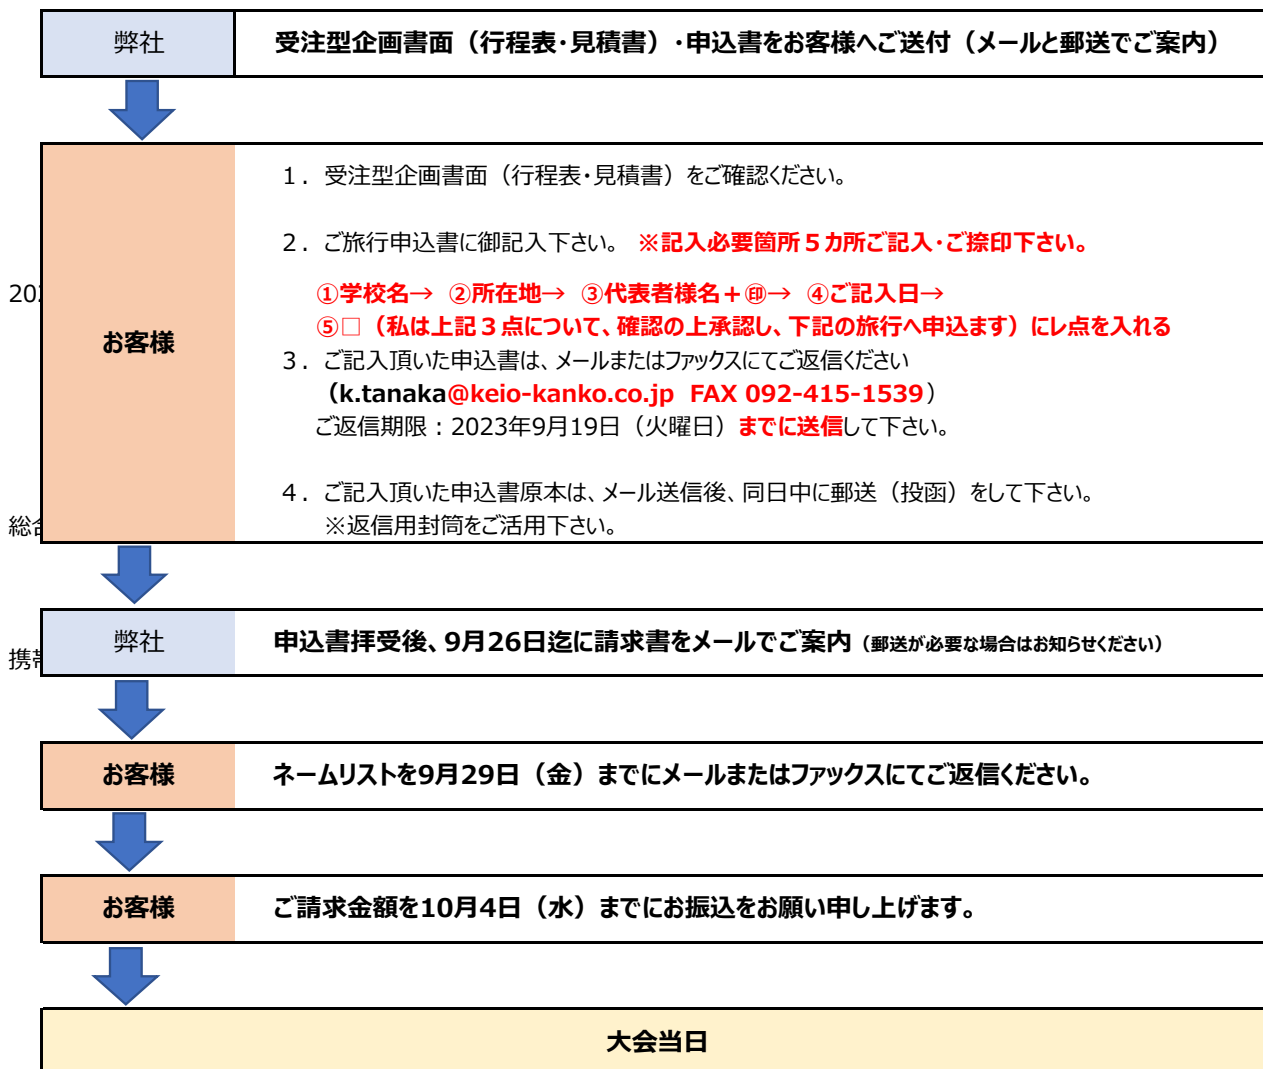 弊社
受注型企画書面（行程表・見積書）・申込書をお客様へご送付（メールと郵送でご案内）
お客様
１．受注型企画書面（行程表・見積書）をご確認ください。
２．ご旅行申込書に御記入下さい。 ※記入必要箇所５カ所ご記入・ご捺印下さい。
①学校名→ ②所在地→ ③代表者様名＋㊞→ ④ご記入日→
⑤□（私は上記３点について、確認の上承認し、下記の旅行へ申込ます）にレ点を入れる
３．ご記入頂いた申込書は、メールまたはファックスにてご返信ください
（k.tanaka@keio-kanko.co.jp FAX 092-415-1539）
ご返信期限：2023年9月19日（火曜日）までに送信して下さい。
４．ご記入頂いた申込書原本は、メール送信後、同日中に郵送（投函）をして下さい。
※返信用封筒をご活用下さい。
弊社
申込書拝受後、9月26日迄に請求書をメールでご案内（郵送が必要な場合はお知らせください）
お客様
ネームリストを9月29日（金）までにメールまたはファックスにてご返信ください。
お客様
ご請求金額を10月4日（水）までにお振込をお願い申し上げます。
大会当日